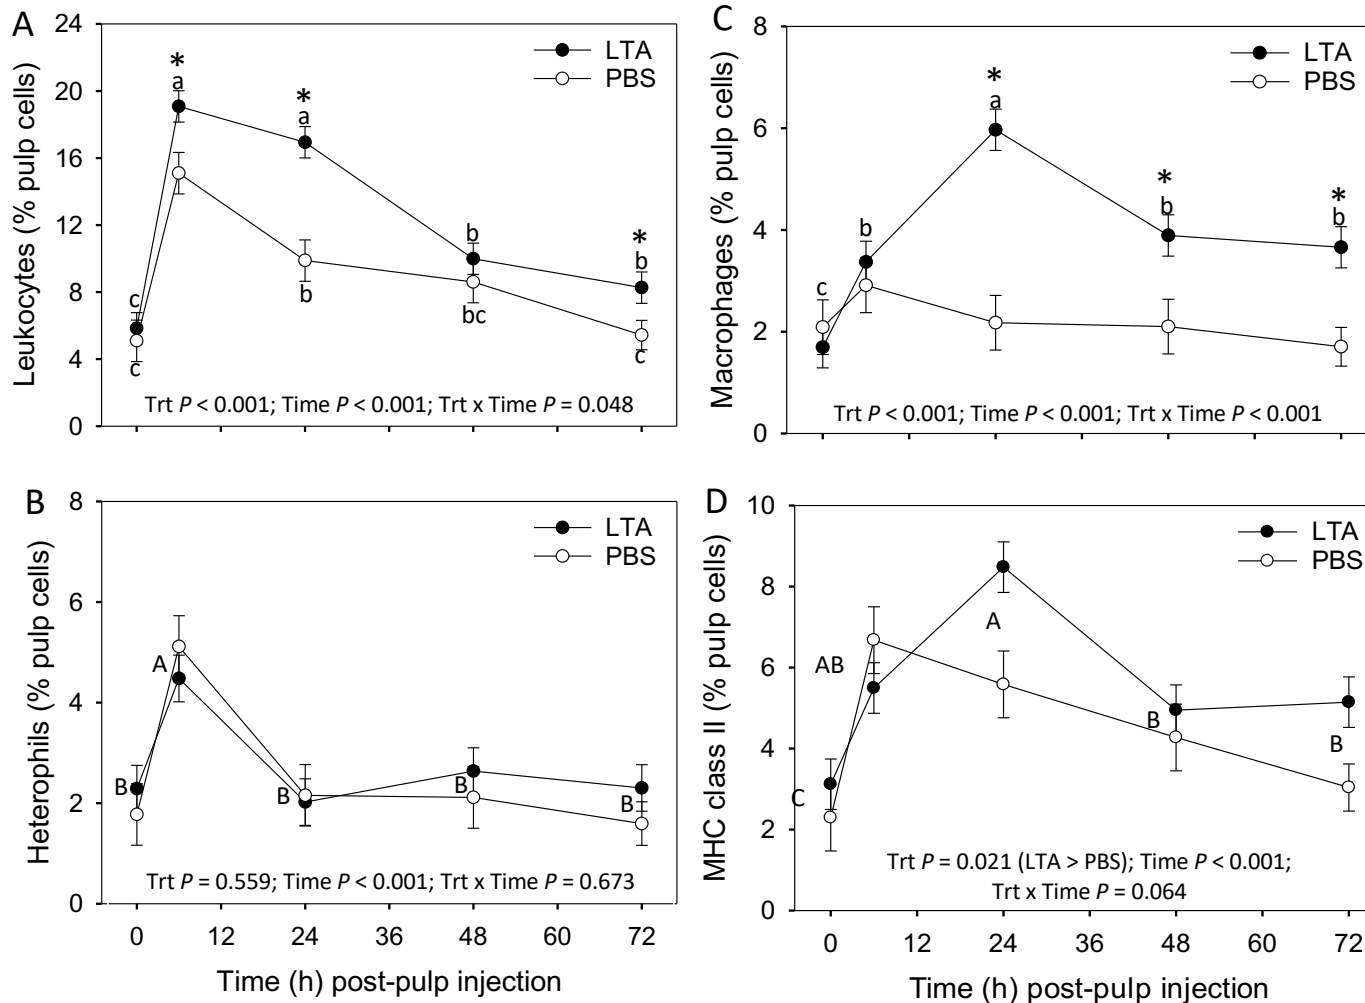 A
Leukocytes (% pulp cells)
24
20
16
12
8
4
0
LTA
PBS
*
a
*
a
b
*
b
c
c
b
bc
c
Trt P < 0.001; Time P < 0.001; Trt x Time P = 0.048
C
Macrophages (% pulp cells)
8
6
4
2
0
LTA
PBS
*
a
*
b
*
b
b
c
Trt P < 0.001; Time P < 0.001; Trt x Time P < 0.001
B
Heterophils (% pulp cells)
8
6
4
2
0
LTA
PBS
A
B
B
B
B
Trt P = 0.559; Time P < 0.001; Trt x Time P = 0.673
0 12 24 36 48 60 72
Time (h) post-pulp injection
D
MHC class II (% pulp cells)
10
8
6
4
2
0
LTA
PBS
A
AB
B
B
C
Trt P = 0.021 (LTA > PBS); Time P < 0.001;
Trt x Time P = 0.064
0 12 24 36 48 60 72
Time (h) post-pulp injection